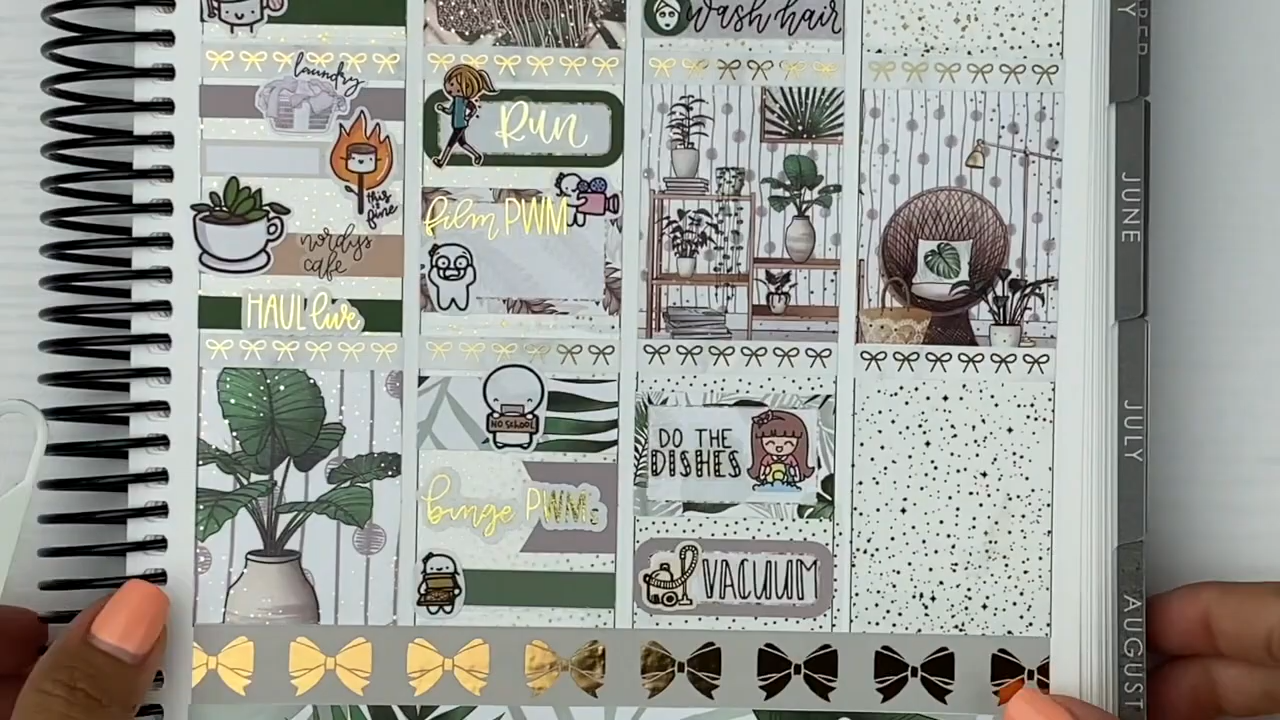 wash hair
laundry
this
is
fine
nordys
cafe
HAUL live
Run
film PWM
NO SCHOOL
binge PWMs
DO THE
DISHES
VACUUM
JUNE
JULY
AUGUST